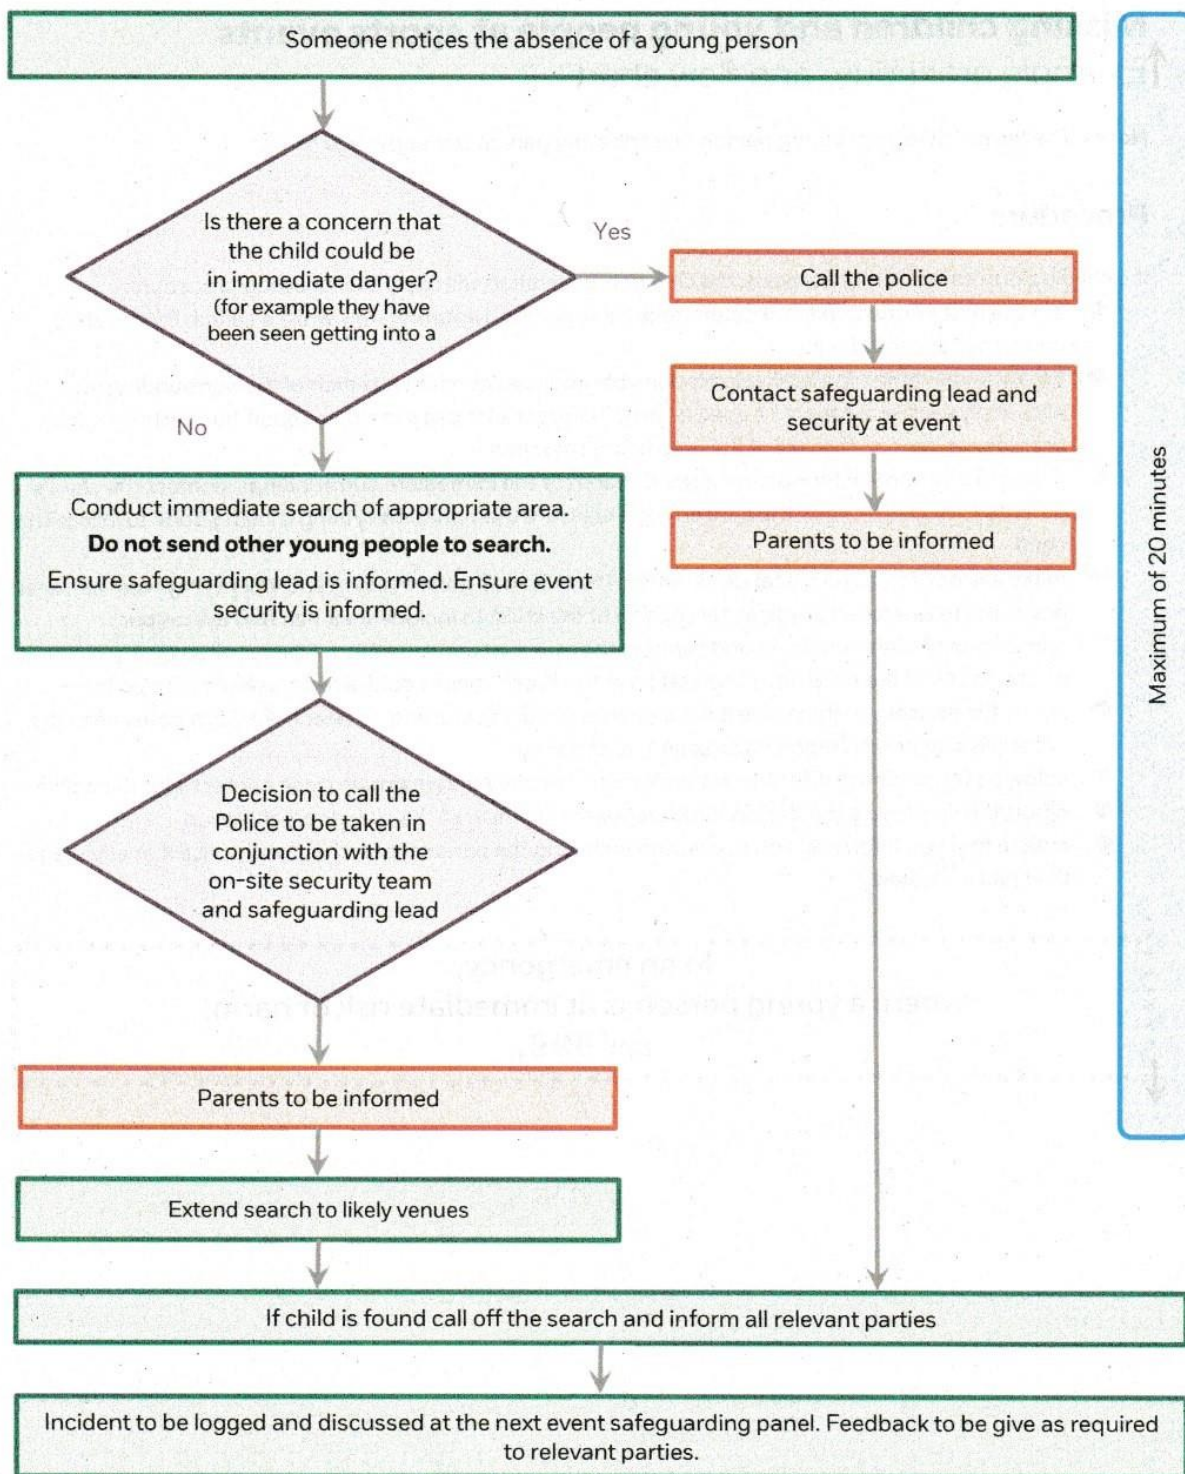 Someone notices the absence of a young person
Is there a concern that
the child could be
in immediate danger?
(for example they have
been seen getting into a
Yes
Call the police
Contact safeguarding lead and
security at event
Parents to be informed
No
Conduct immediate search of appropriate area.
Do not send other young people to search.
Ensure safeguarding lead is informed. Ensure event
security is informed.
Decision to call the
Police to be taken in
conjunction with the
on-site security team
and safeguarding lead
Parents to be informed
Extend search to likely venues
If child is found call off the search and inform all relevant parties
Incident to be logged and discussed at the next event safeguarding panel. Feedback to be give as required
to relevant parties.
Maximum of 20 minutes